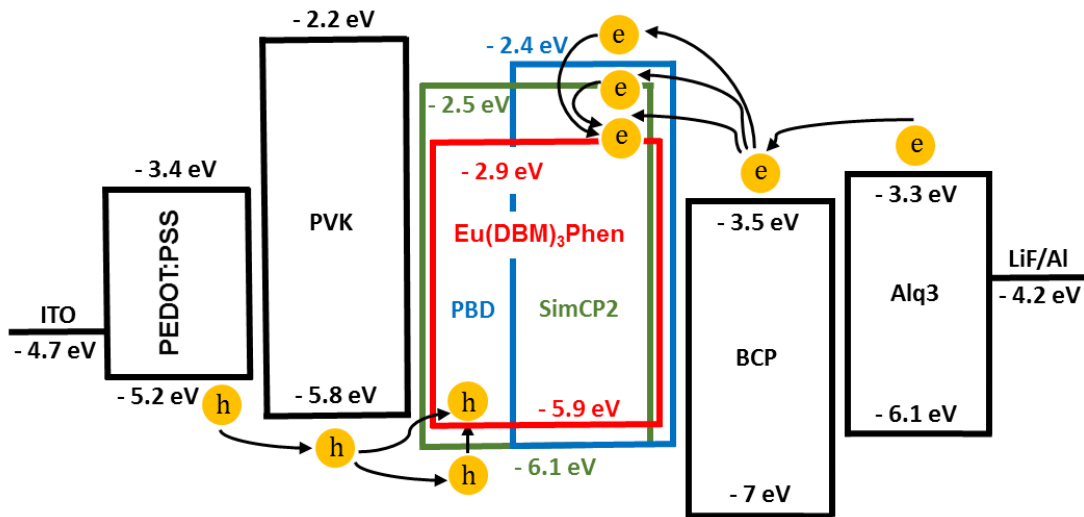 - 2.2 eV
e
- 2.4 eV
e
- 2.5 eV
e
e
e
- 3.4 eV
- 2.9 eV
- 3.3 eV
PVK
- 3.5 eV
PEDOT:PSS
Eu(DBM)₃Phen
LiF/Al
Alq3
- 4.2 eV
ITO
PBD
SimCP2
- 4.7 eV
BCP
- 5.2 eV
h
- 5.8 eV
h
- 5.9 eV
- 6.1 eV
h
h
- 6.1 eV
- 7 eV